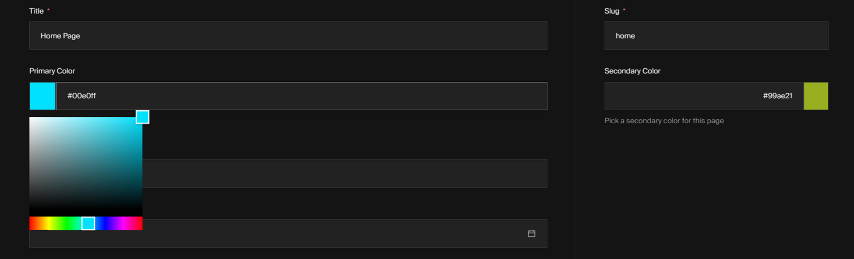 Title *
Home Page
Primary Color
#00e0ff
Slug *
home
Secondary Color
#99ae21
Pick a secondary color for this page